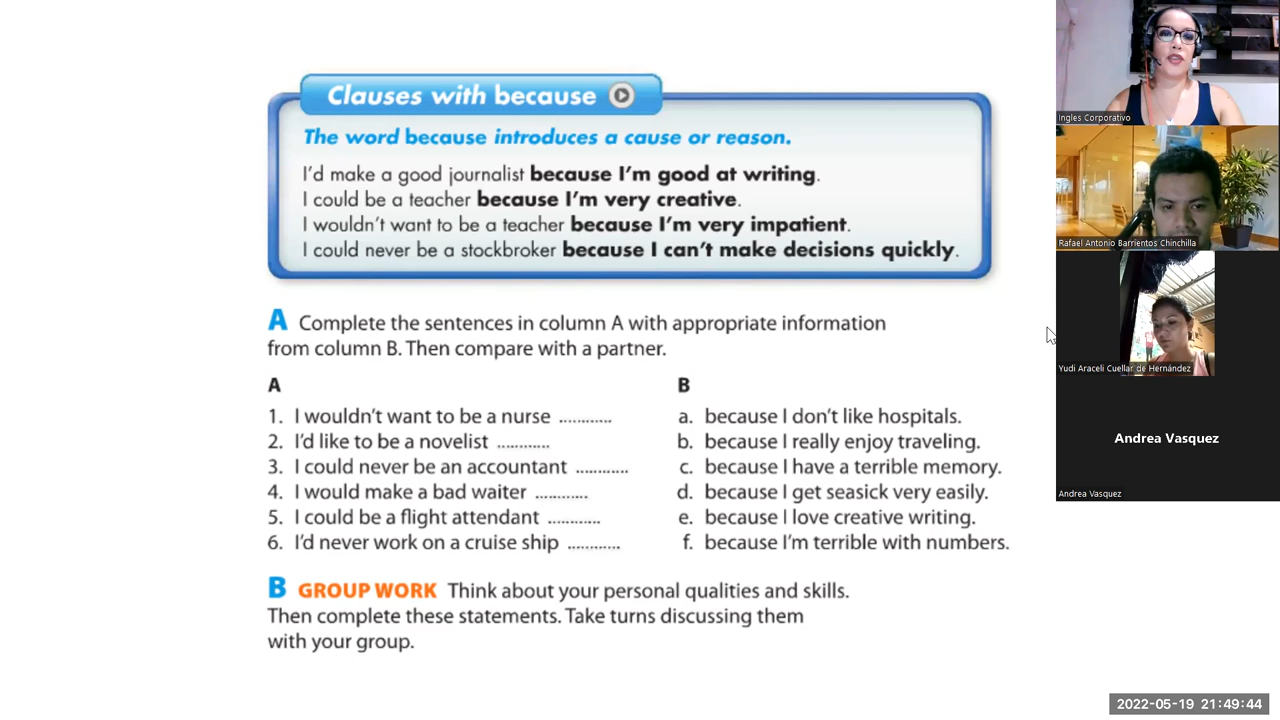 Clauses with because
The word because introduces a cause or reason.
I'd make a good journalist because I'm good at writing.
I could be a teacher because I'm very creative.
I wouldn't want to be a teacher because I'm very impatient.
I could never be a stockbroker because I can't make decisions quickly.
A Complete the sentences in column A with appropriate information
from column B. Then compare with a partner.
A
1. I wouldn't want to be a nurse ............
2. I'd like to be a novelist ............
3. I could never be an accountant ............
4. I would make a bad waiter ............
5. I could be a flight attendant ............
6. I'd never work on a cruise ship ............
B
a. because I don't like hospitals.
b. because I really enjoy traveling.
c. because I have a terrible memory.
d. because I get seasick very easily.
e. because I love creative writing.
f. because I'm terrible with numbers.
B GROUP WORK Think about your personal qualities and skills.
Then complete these statements. Take turns discussing them
with your group.
Ingles Corporativo
Rafael Antonio Barrientos Chinchilla
Yudi Araceli Cuellar de Hernández
Andrea Vasquez
Andrea Vasquez
2022-05-19 21:49:44